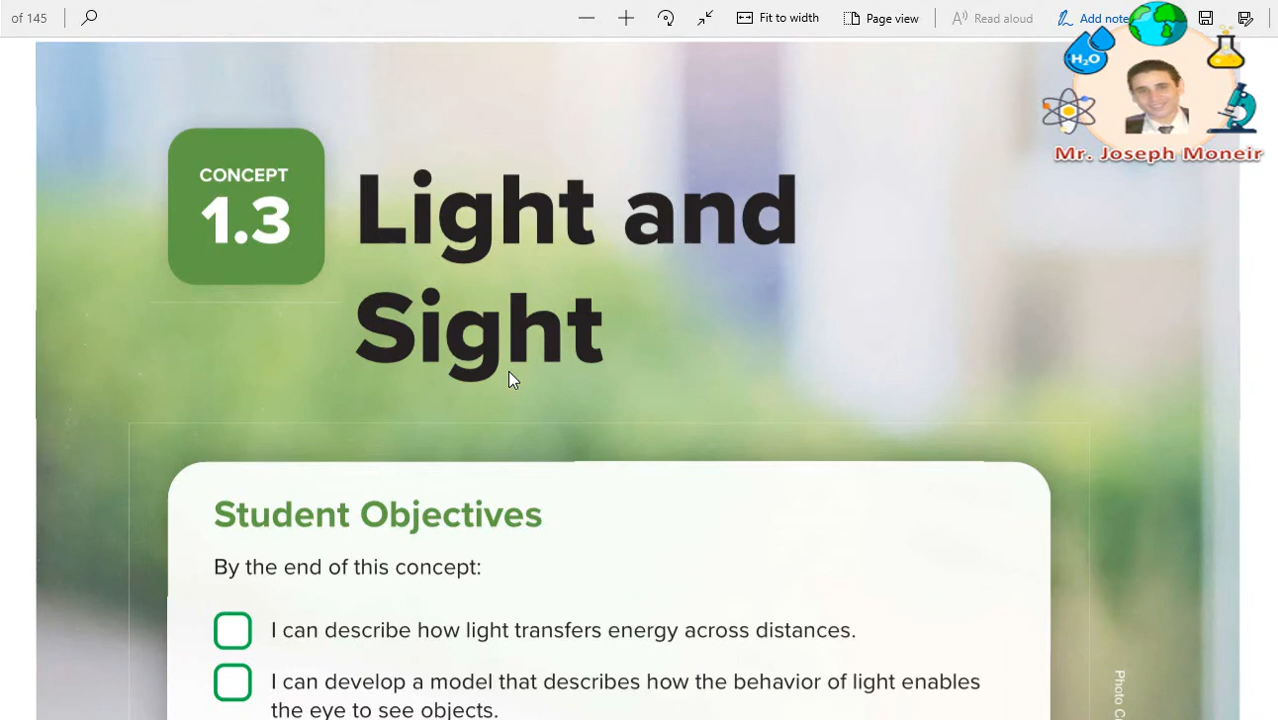 of 145
Fit to width
Page view
Read aloud
Add note
H₂O
Mr. Joseph Moneir
CONCEPT
1.3
Light and
Sight
Student Objectives
By the end of this concept:
I can describe how light transfers energy across distances.
I can develop a model that describes how the behavior of light enables
the eye to see objects.
Photo